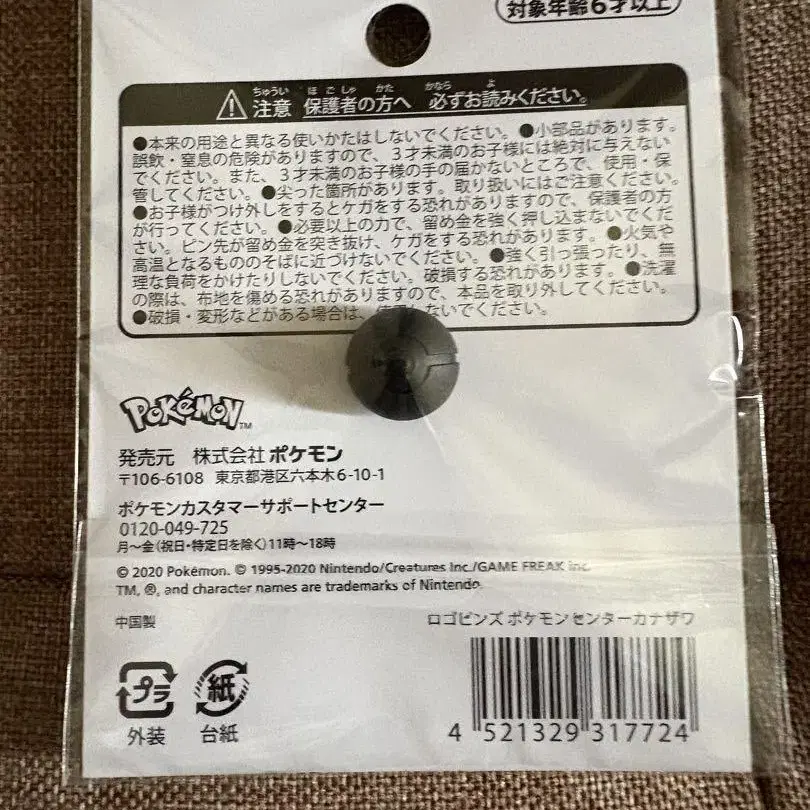 対象年齢6才以上
注意 保護者の方へ 必ずお読みください。
●本来の用途と異なる使いかたはしないでください。●小部品があります。
誤飲・窒息の危険がありますので、3才未満のお子様には絶対に与えない
でください。また、3才未満のお子様の手の届かないところで、使用・保
管してください。●尖った箇所があります。取り扱いにはご注意ください。
●お子様がつけ外しをするとケガをする恐れがありますので、保護者の方
が行ってください。●必要以上の力で、留め金を強く押し込まないでくだ
さい。ピン先が留め金を突き抜け、ケガをする恐れがあります。●火気や
高温となるもののそばに近づけないでください。●強く引っ張ったり、無
理な負荷をかけたりしないでください。破損する恐れがあります。●洗濯
の際は、布地を傷める恐れがありますので、本品を取り外してください。
●破損・変形などがある場合は、使用しないでください。
POKéMON TM
発売元 株式会社ポケモン
〒106-6108 東京都港区六本木6-10-1
ポケモンカスタマーサポートセンター
0120-049-725
月〜金(祝日・特定日を除く)11時〜18時
© 2020 Pokémon. © 1995-2020 Nintendo/Creatures Inc./GAME FREAK inc.
TM, ®, and character names are trademarks of Nintendo.
中国製
ロゴピンズ ポケモンセンターカナザワ
プラ 紙
外装 台紙
4 521329 317724